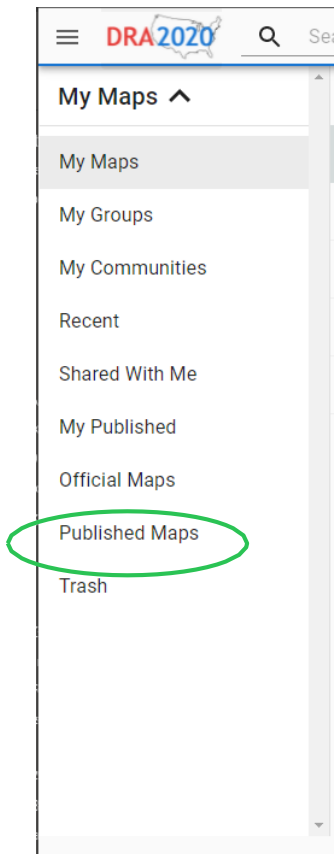 DRA2020 Sea
My Maps
My Maps
My Groups
My Communities
Recent
Shared With Me
My Published
Official Maps
Published Maps
Trash